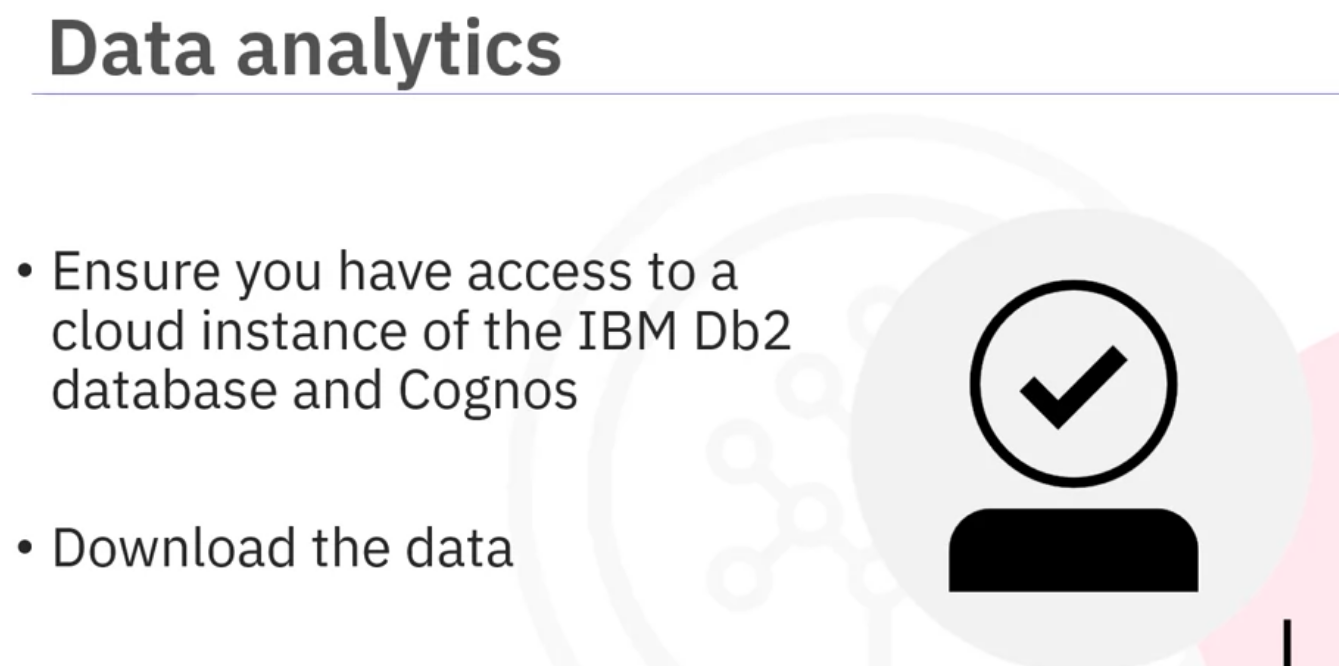 Data analytics
• Ensure you have access to a
cloud instance of the IBM Db2
database and Cognos
• Download the data